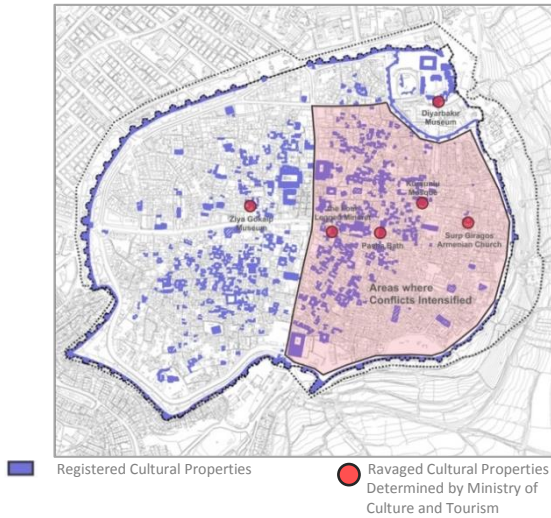 Diyarbakır
Museum
Kurşunlu
Mosque
Ziya Gökalp
Museum
Legged Minaret
Pasha Bath
Surp Giragos
Armenian Church
Areas where
Conflicts Intensified
Registered Cultural Properties
Ravaged Cultural Properties
Determined by Ministry of
Culture and Tourism